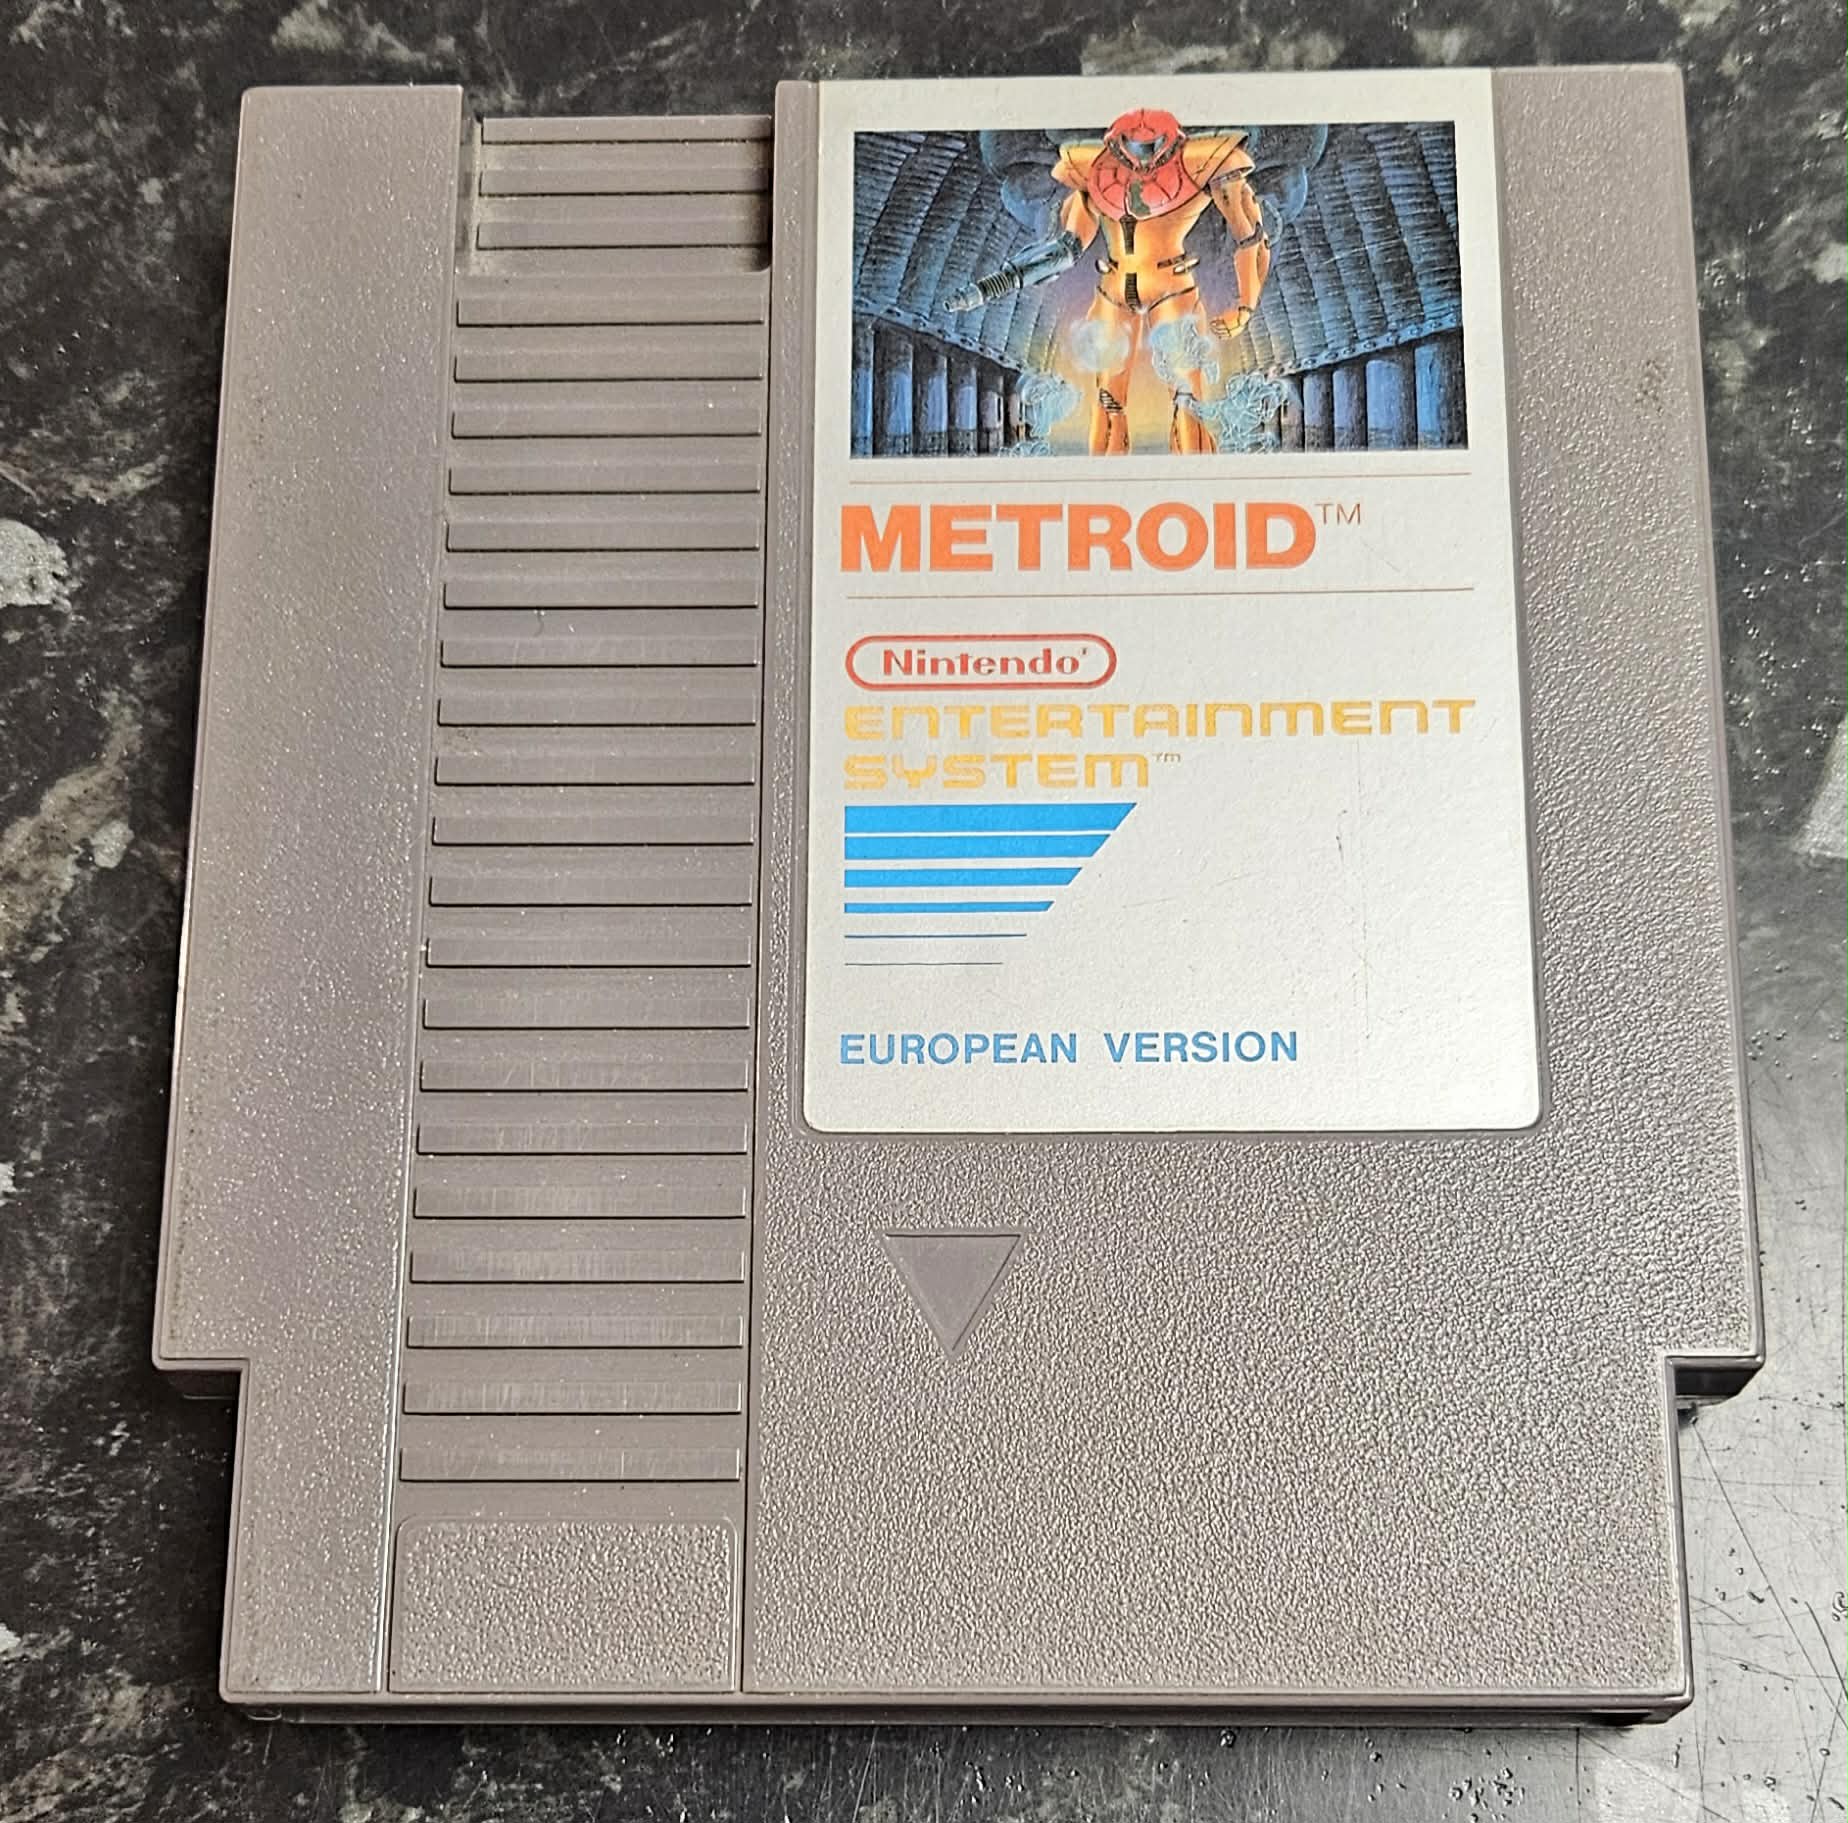 METROID™
Nintendo
ENTERTAINMENT
SYSTEM™
EUROPEAN VERSION